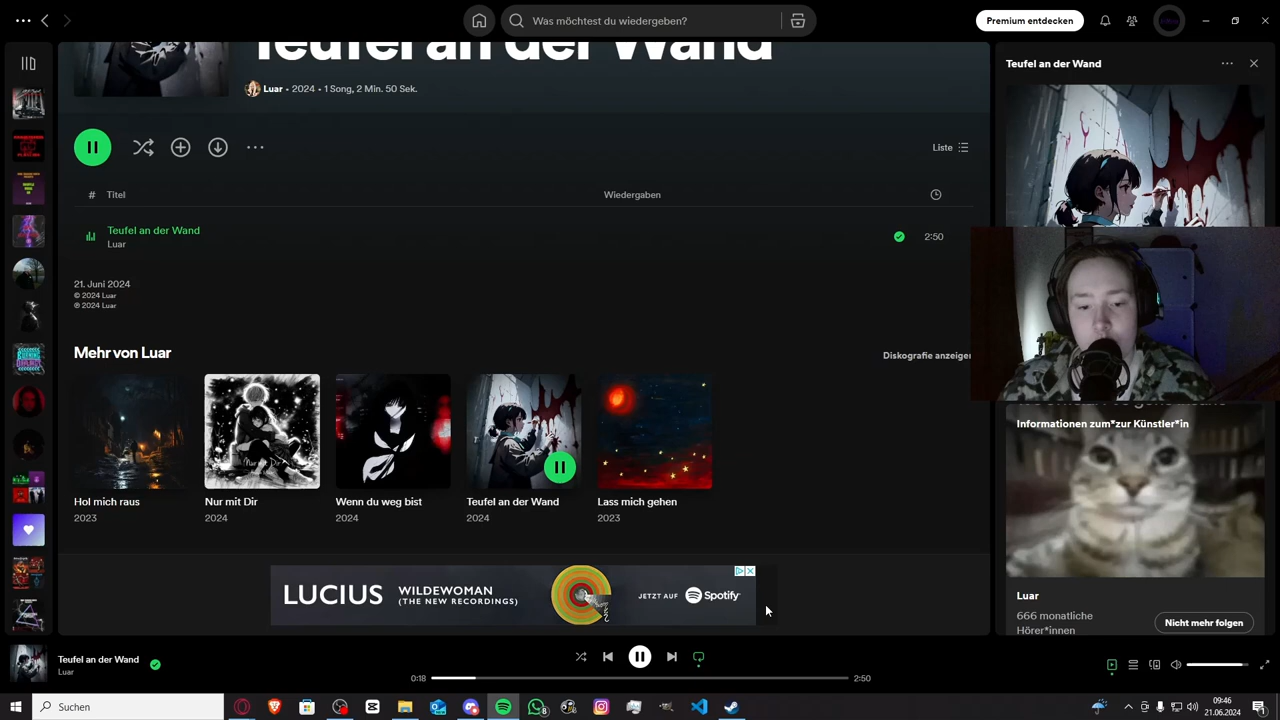 Was möchtest du wiedergeben?
Premium entdecken
Teufel an der Wand
Luar • 2024 • 1 Song, 2 Min. 50 Sek.
Liste
# Titel Wiedergaben
Teufel an der Wand
Luar
2:50
21. Juni 2024
© 2024 Luar
℗ 2024 Luar
Mehr von Luar
Diskografie anzeigen
Hol mich raus
2023
Nur mit Dir
2024
Wenn du weg bist
2024
Teufel an der Wand
2024
Lass mich gehen
2023
LUCIUS WILDEWOMAN
(THE NEW RECORDINGS)
JETZT AUF Spotify
Teufel an der Wand
Informationen zum*zur Künstler*in
Luar
666 monatliche
Hörer*innen
Nicht mehr folgen
Teufel an der Wand
Luar
0:18
2:50
Suchen
8
09:46
21.06.2024